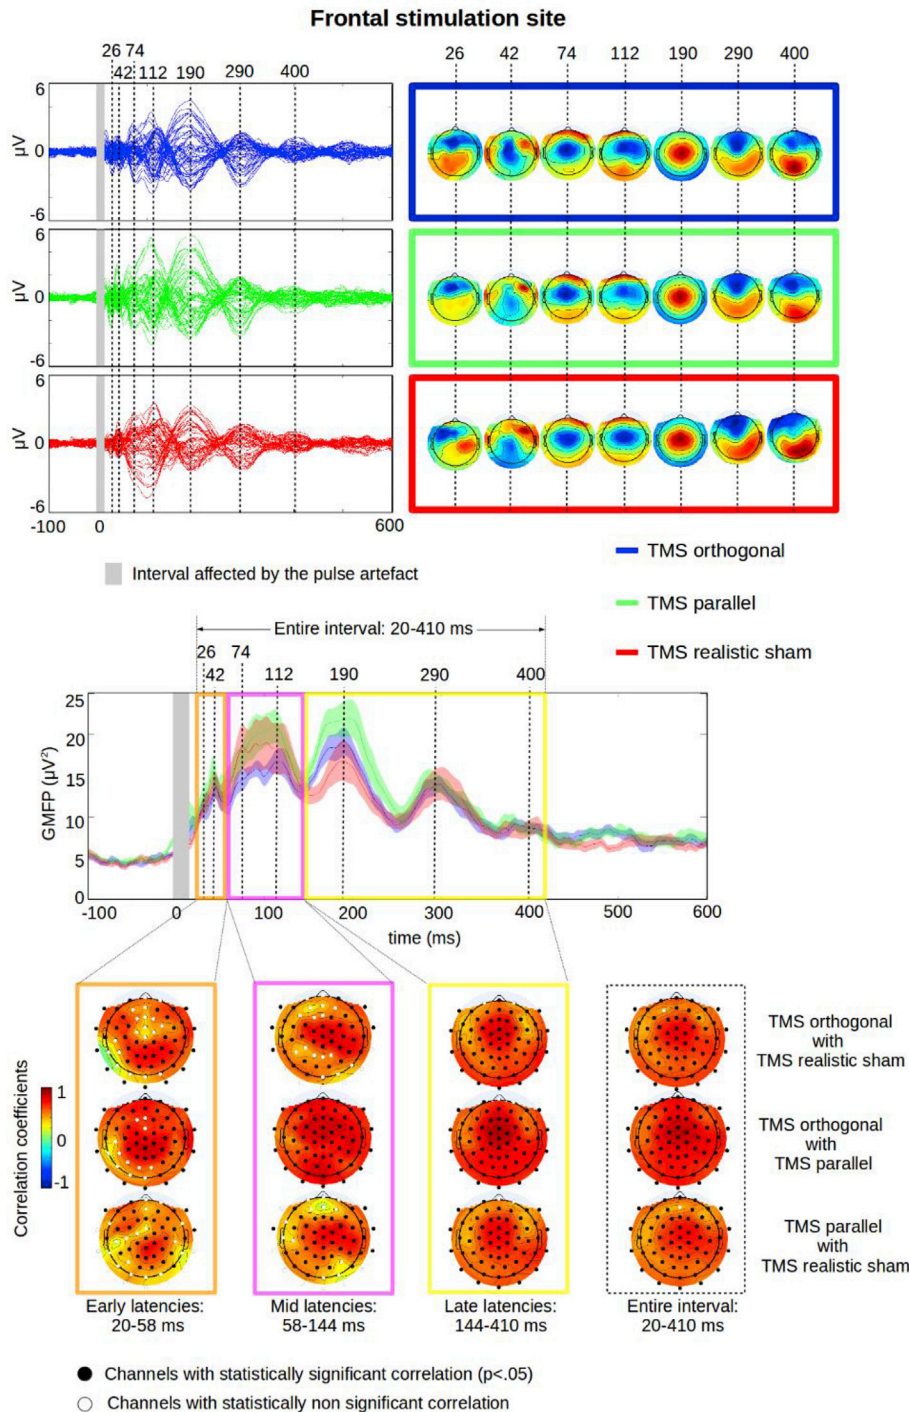 Frontal stimulation site
26 74
42 112 190 290 400
26 42 74 112 190 290 400
6
μV
0
-6
6
μV
0
-6
6
μV
0
-6
-100 0 600
Interval affected by the pulse artefact
TMS orthogonal
TMS parallel
TMS realistic sham
Entire interval: 20-410 ms
26 74
42 112 190 290 400
25
20
15
10
5
0
GMFP (μV²)
-100 0 100 200 300 400 500 600
time (ms)
Correlation coefficients
1
0
-1
TMS orthogonal
with
TMS realistic sham
TMS orthogonal
with
TMS parallel
TMS parallel
with
TMS realistic sham
Early latencies:
20-58 ms
Mid latencies:
58-144 ms
Late latencies:
144-410 ms
Entire interval:
20-410 ms
Channels with statistically significant correlation (p<.05)
Channels with statistically non significant correlation